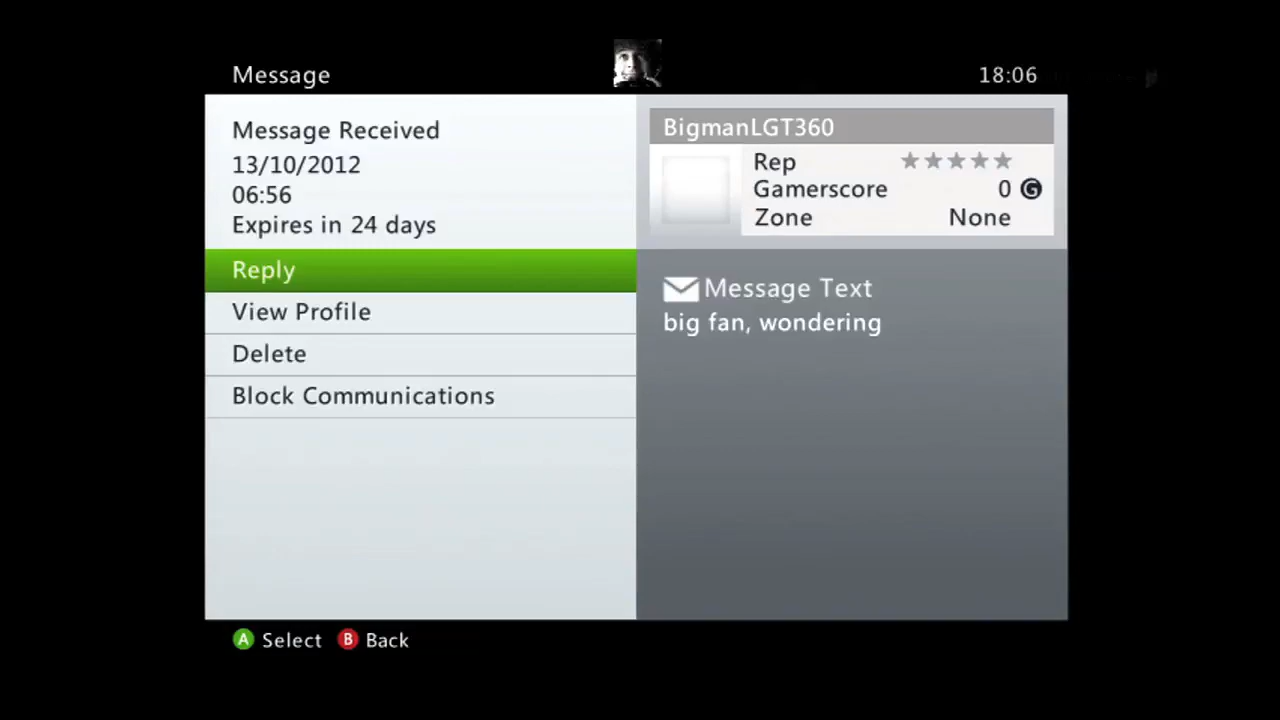 Message
18:06
Message Received
13/10/2012
06:56
Expires in 24 days
Reply
View Profile
Delete
Block Communications
BigmanLGT360
Rep
Gamerscore 0 G
Zone None
Message Text
big fan, wondering
A Select B Back